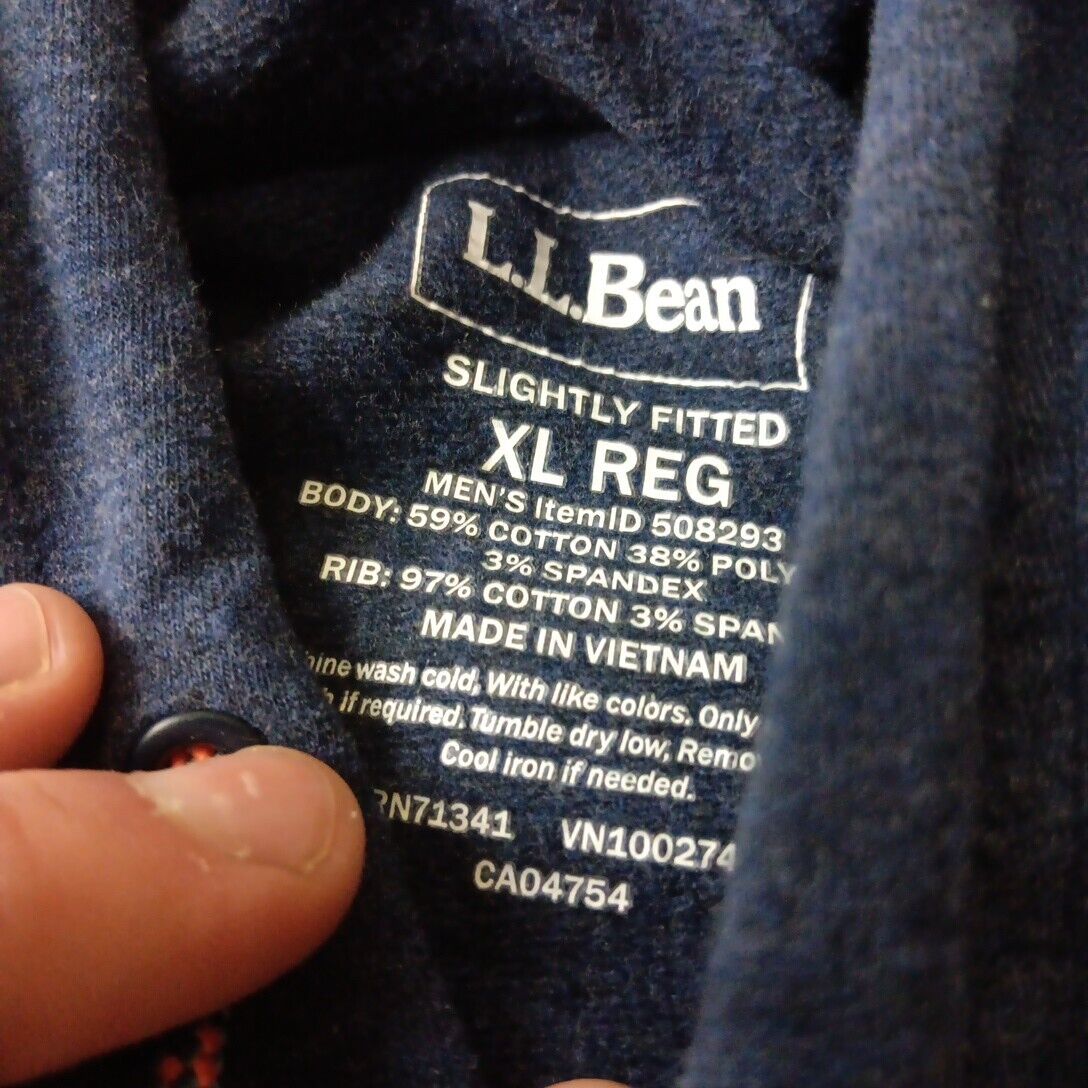 L.L.Bean
SLIGHTLY FITTED
XL REG
MEN'S ItemID 508293
BODY: 59% COTTON 38% POLY
3% SPANDEX
RIB: 97% COTTON 3% SPAN
MADE IN VIETNAM
hine wash cold, With like colors. Only
h if required. Tumble dry low, Remo
Cool iron if needed.
RN71341 VN100274
CA04754